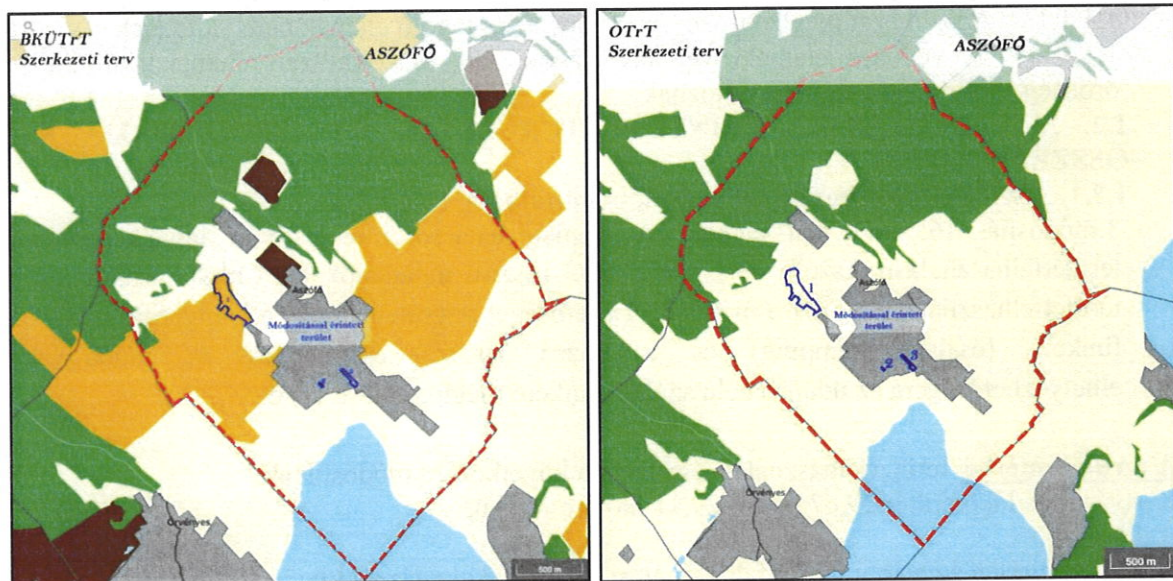 BKÜTrT
Szerkezeti terv
ASZÓFŐ
Aszófő
Módosítással érintett
terület
Örvényes
500 m
OTrT
Szerkezeti terv
ASZÓFŐ
1
Aszófő
Módosítással érintett
terület
2 3
Örvényes
500 m